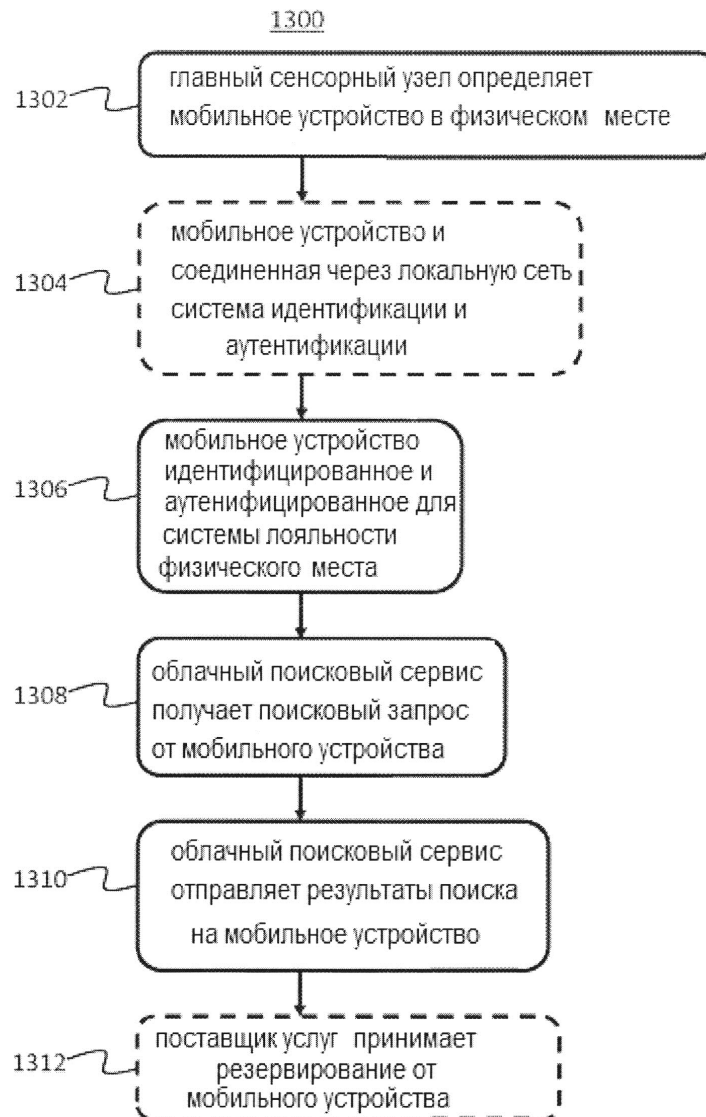 1300
1302
главный сенсорный узел определяет
мобильное устройство в физическом месте
1304
мобильное устройство и
соединенная через локальную сеть
система идентификации и
аутентификации
1306
мобильное устройство
идентифицированное и
аутенифицированное для
системы лояльности
физического места
1308
облачный поисковый сервис
получает поисковый запрос
от мобильного устройства
1310
облачный поисковый сервис
отправляет результаты поиска
на мобильное устройство
1312
поставщик услуг принимает
резервирование от
мобильного устройства